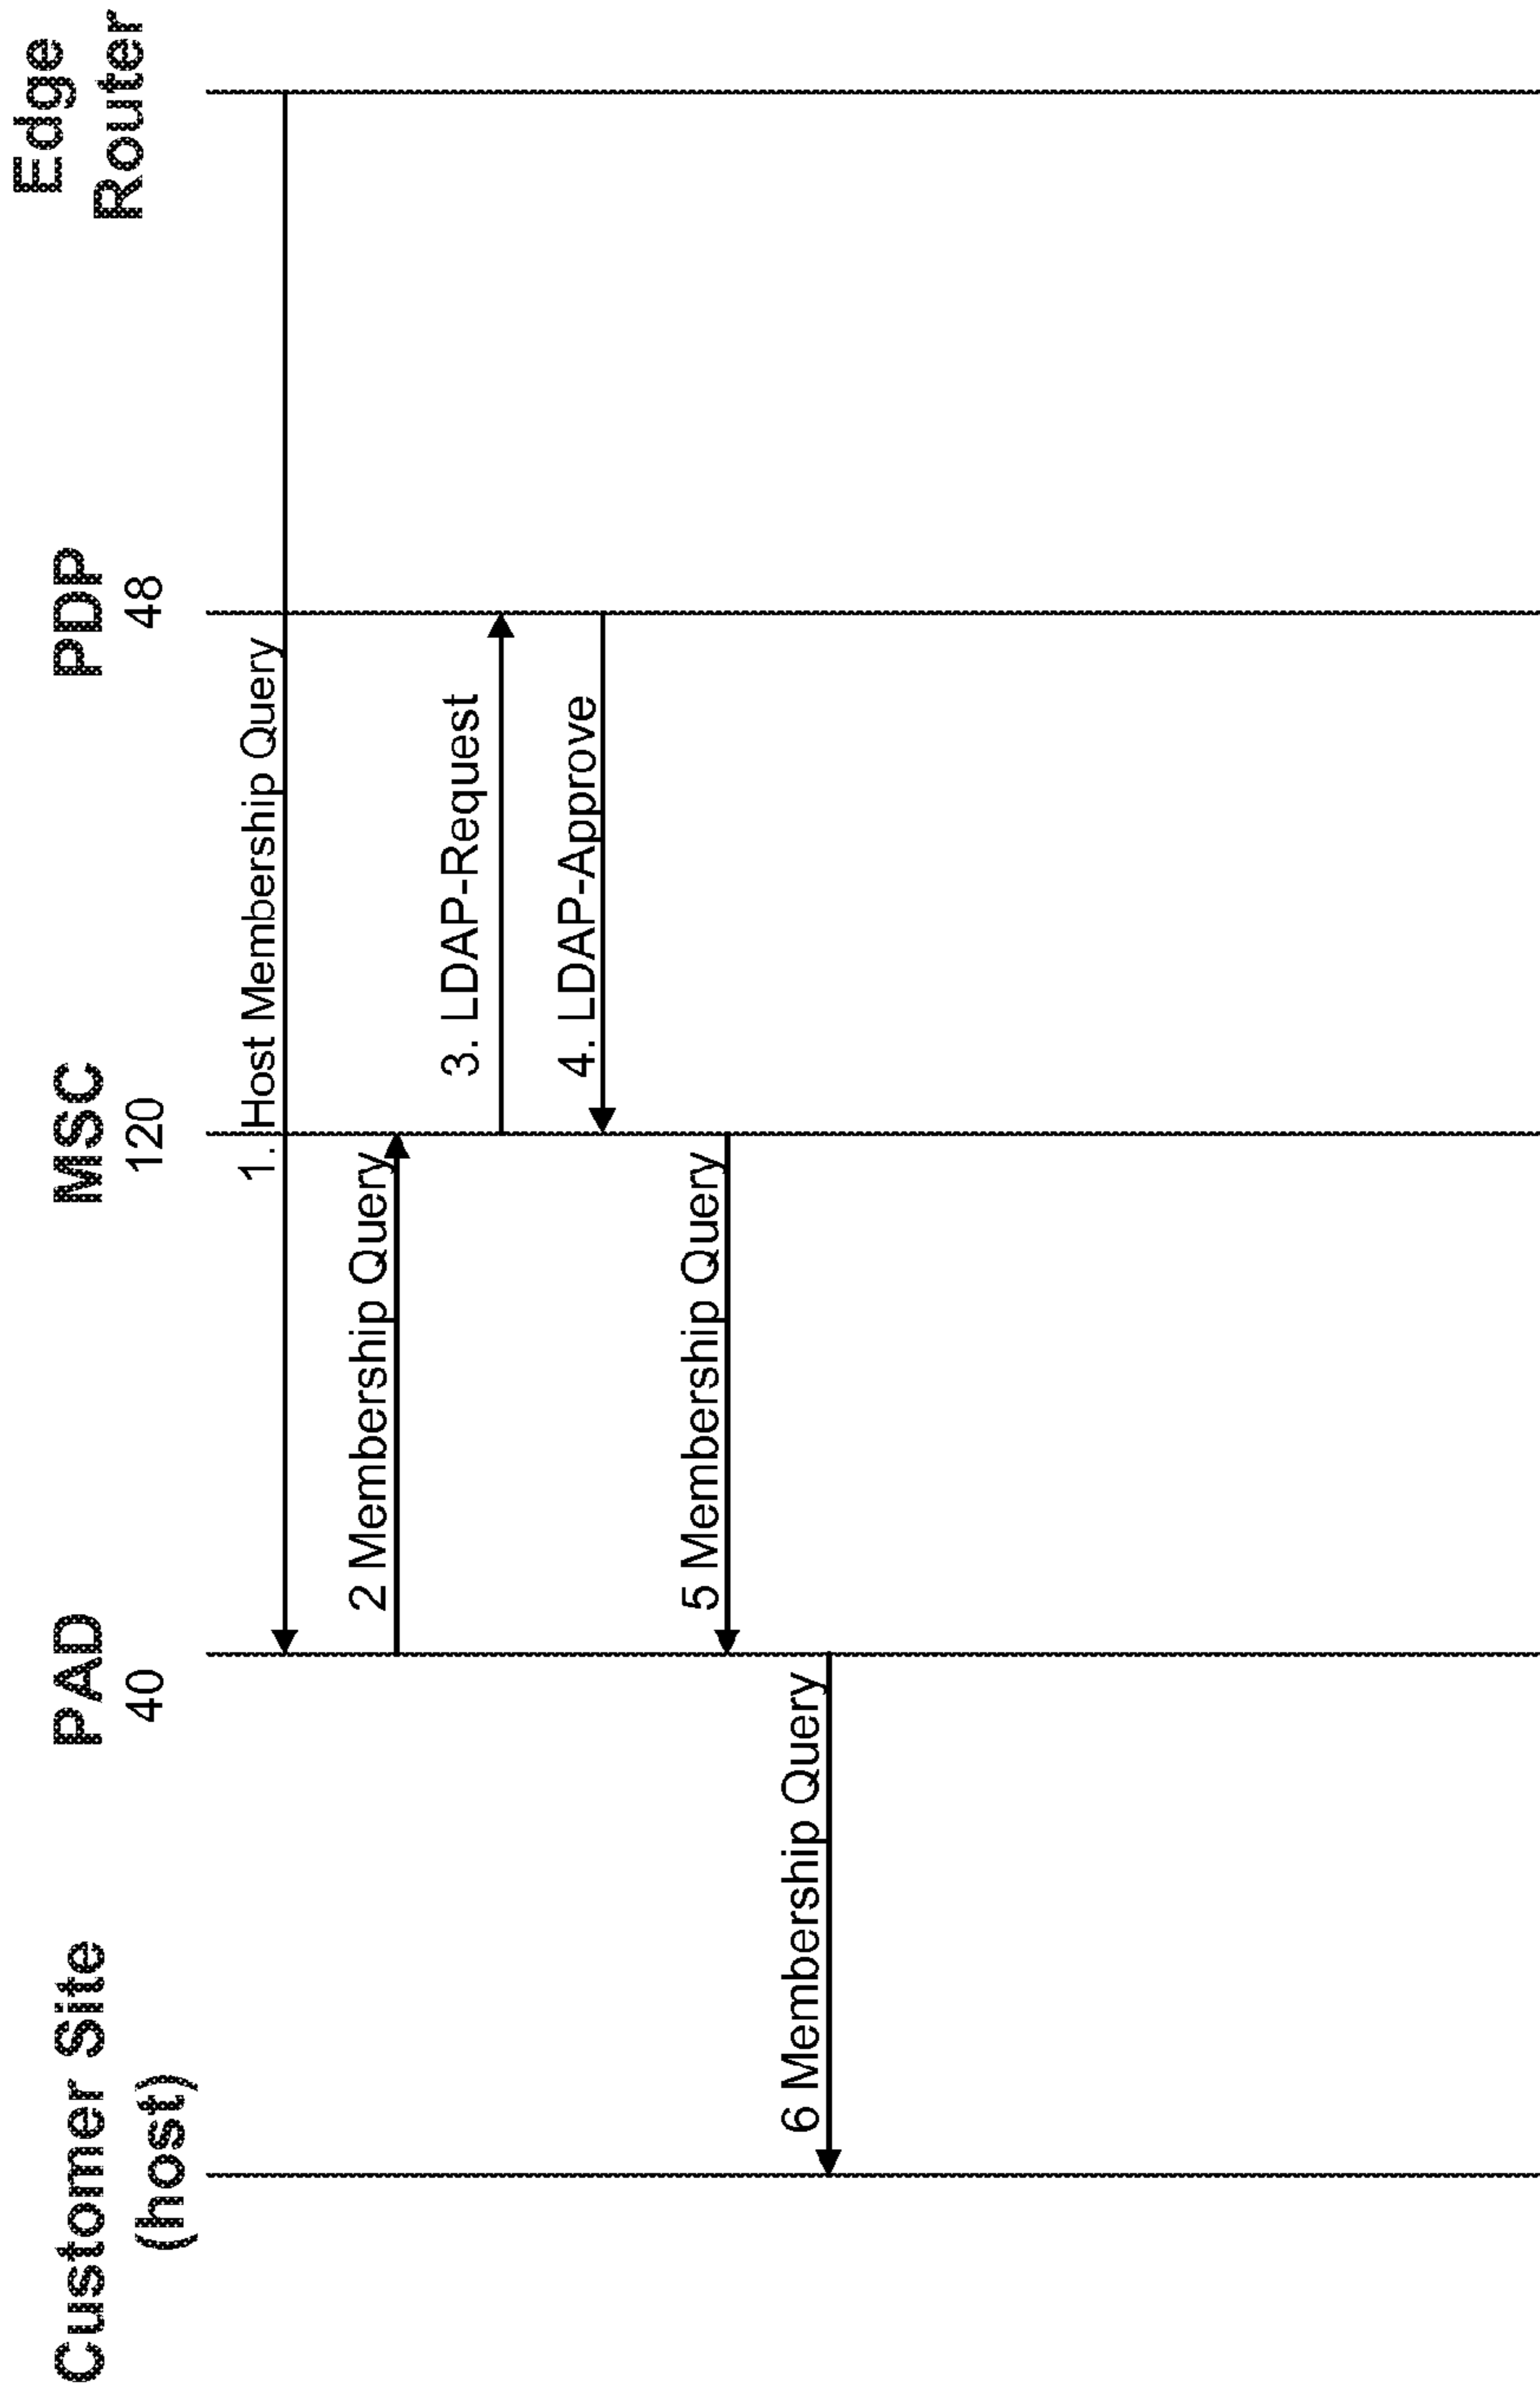 Customer Site
(host)
PAD
40
MSC
120
PDP
48
Edge
Router
1. Host Membership Query
2 Membership Query
3. LDAP-Request
4. LDAP-Approve
5 Membership Query
6 Membership Query